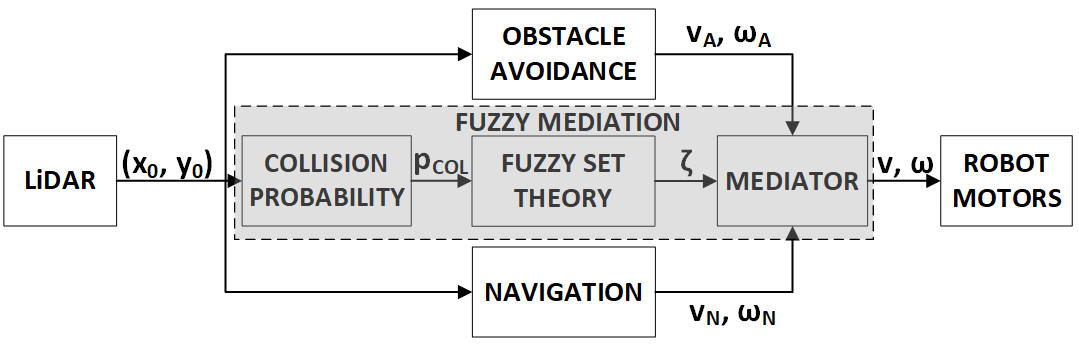 OBSTACLE
AVOIDANCE
vA, ωA
FUZZY MEDIATION
LiDAR
(x0, y0)
COLLISION
PROBABILITY
pCOL
FUZZY SET
THEORY
ζ
MEDIATOR
v, ω
ROBOT
MOTORS
NAVIGATION
vN, ωN